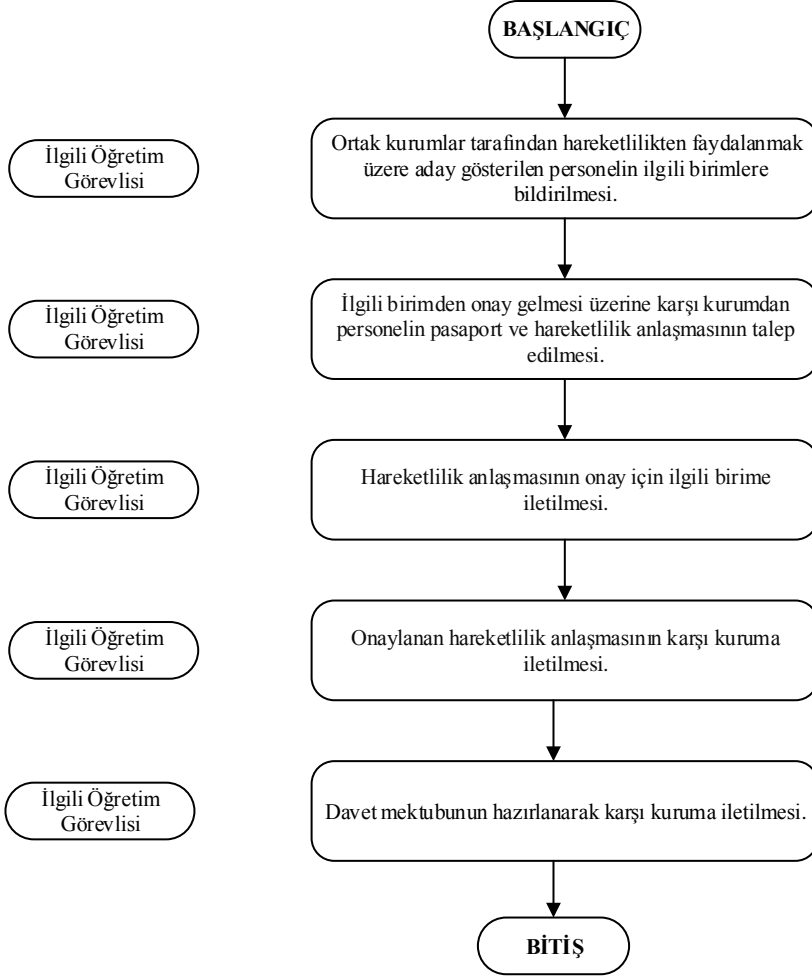 BAŞLANGIÇ
İlgili Öğretim
Görevlisi
Ortak kurumlar tarafından hareketlilikten faydalanmak
üzere aday gösterilen personelin ilgili birimlere
bildirilmesi.
İlgili Öğretim
Görevlisi
İlgili birimden onay gelmesi üzerine karşı kurumdan
personelin pasaport ve hareketlilik anlaşmasının talep
edilmesi.
İlgili Öğretim
Görevlisi
Hareketlilik anlaşmasının onay için ilgili birime
iletilmesi.
İlgili Öğretim
Görevlisi
Onaylanan hareketlilik anlaşmasının karşı kuruma
iletilmesi.
İlgili Öğretim
Görevlisi
Davet mektubunun hazırlanarak karşı kuruma iletilmesi.
BİTİŞ